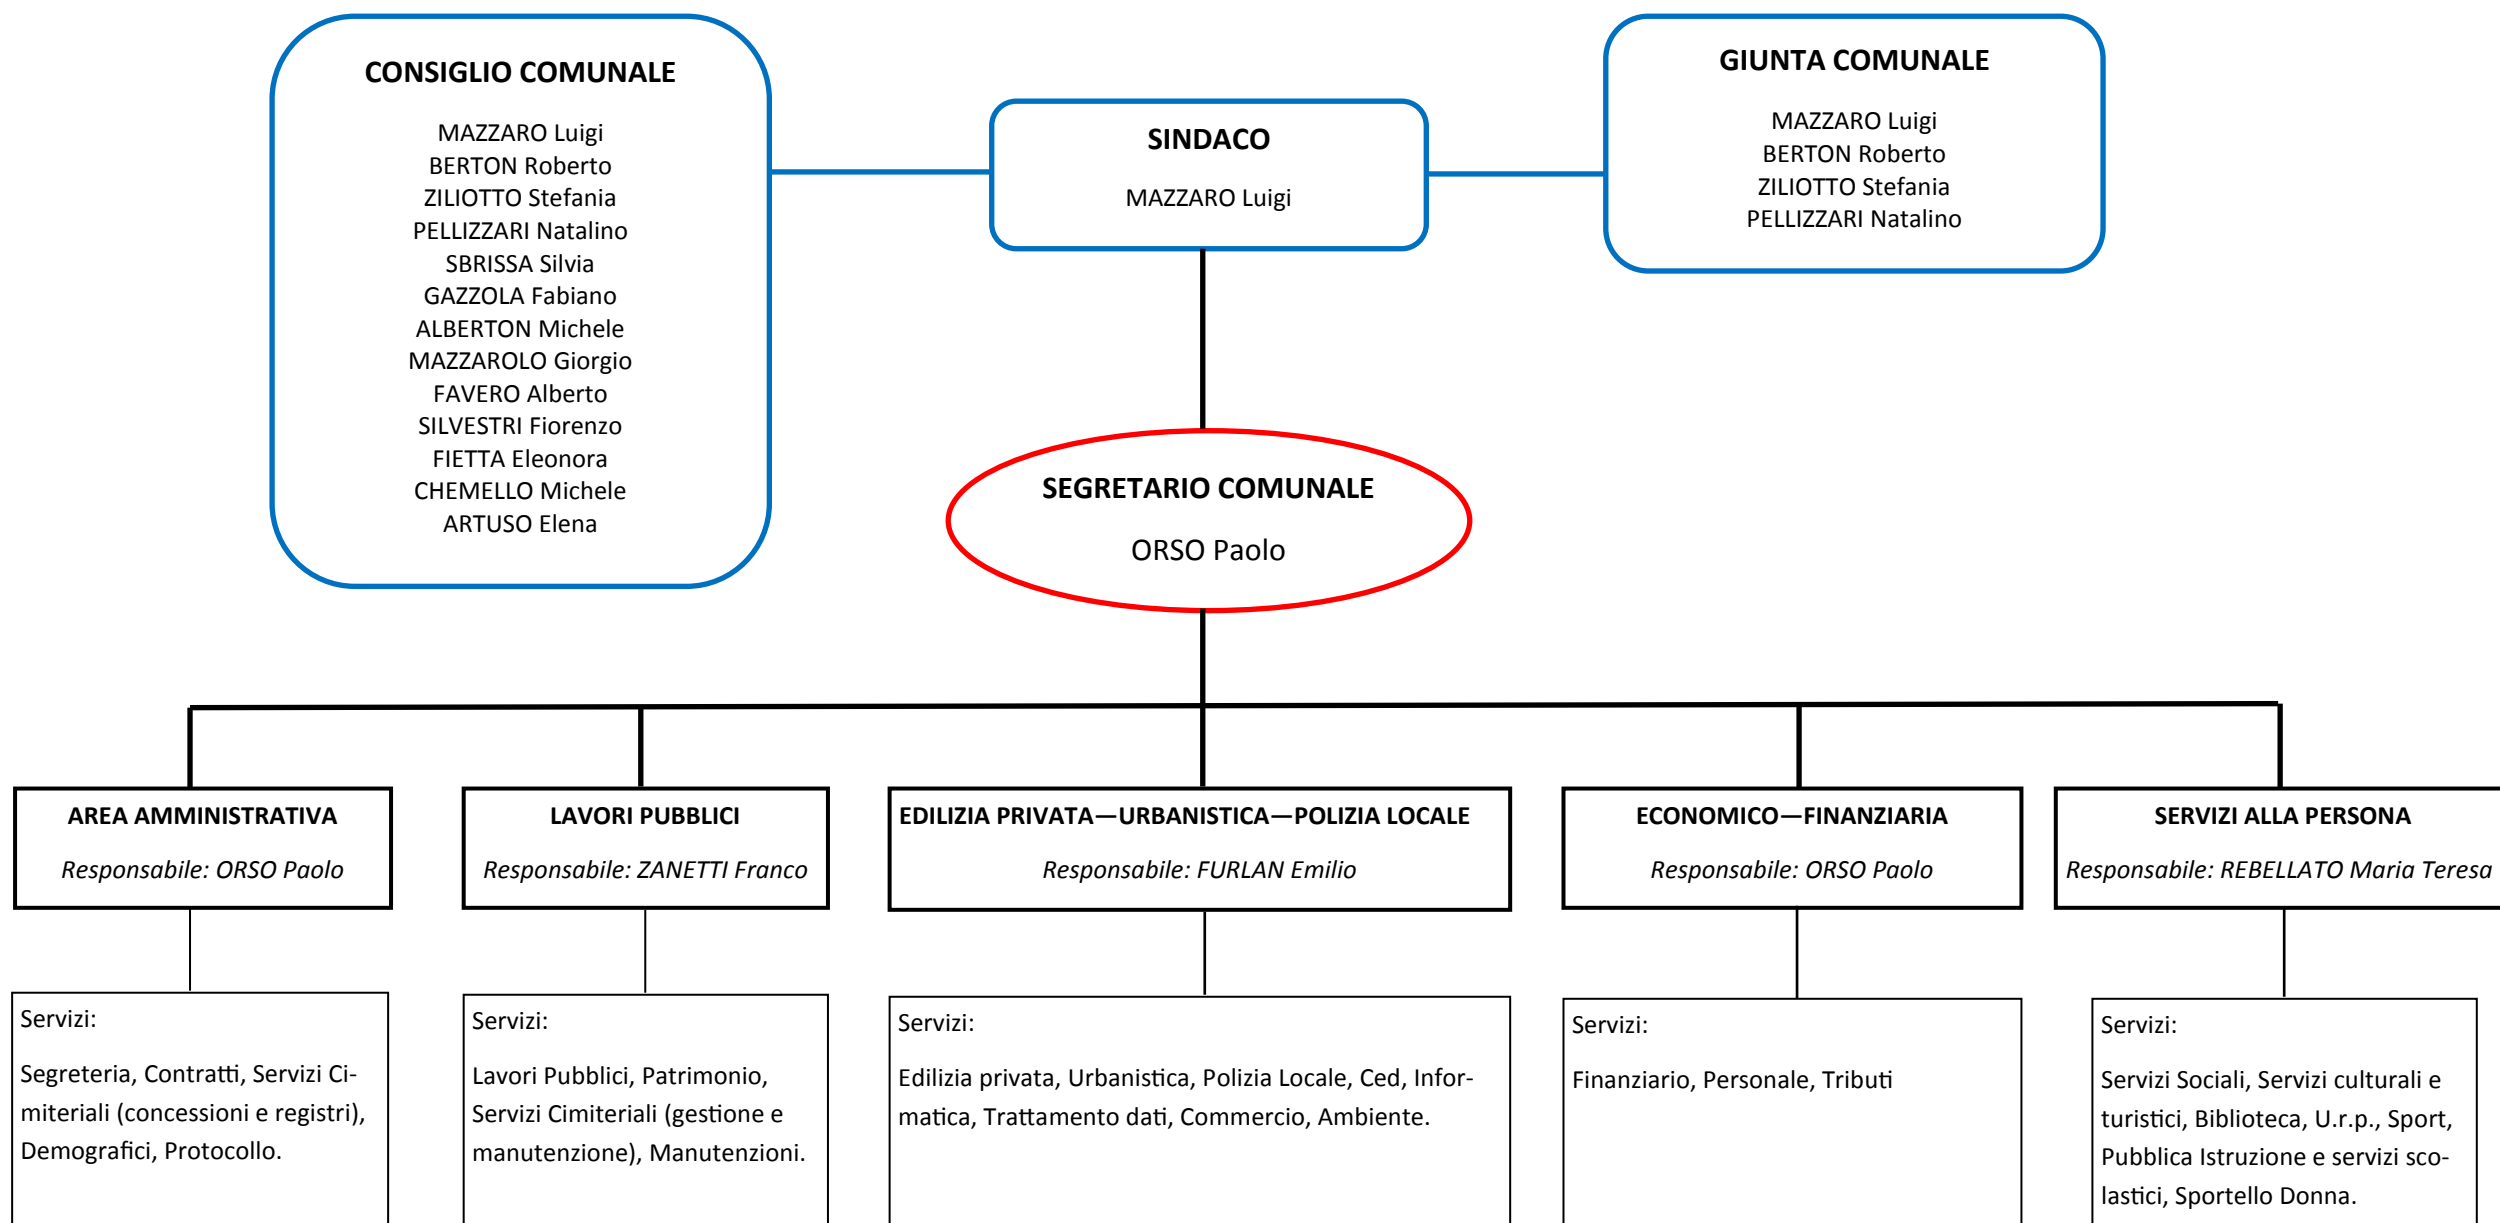 CONSIGLIO COMUNALE
MAZZARO Luigi
BERTON Roberto
ZILIOTTO Stefania
PELLIZZARI Natalino
SBRISSA Silvia
GAZZOLA Fabiano
ALBERTON Michele
MAZZAROLO Giorgio
FAVERO Alberto
SILVESTRI Fiorenzo
FIETTA Eleonora
CHEMELLO Michele
ARTUSO Elena
SINDACO
MAZZARO Luigi
GIUNTA COMUNALE
MAZZARO Luigi
BERTON Roberto
ZILIOTTO Stefania
PELLIZZARI Natalino
SEGRETARIO COMUNALE
ORSO Paolo
AREA AMMINISTRATIVA
Responsabile: ORSO Paolo
Servizi:
Segreteria, Contratti, Servizi Ci-
miteriali (concessioni e registri),
Demografici, Protocollo.
LAVORI PUBBLICI
Responsabile: ZANETTI Franco
Servizi:
Lavori Pubblici, Patrimonio,
Servizi Cimiteriali (gestione e
manutenzione), Manutenzioni.
EDILIZIA PRIVATA—URBANISTICA—POLIZIA LOCALE
Responsabile: FURLAN Emilio
Servizi:
Edilizia privata, Urbanistica, Polizia Locale, Ced, Infor-
matica, Trattamento dati, Commercio, Ambiente.
ECONOMICO—FINANZIARIA
Responsabile: ORSO Paolo
Servizi:
Finanziario, Personale, Tributi
SERVIZI ALLA PERSONA
Responsabile: REBELLATO Maria Teresa
Servizi:
Servizi Sociali, Servizi culturali e
turistici, Biblioteca, U.r.p., Sport,
Pubblica Istruzione e servizi sco-
lastici, Sportello Donna.